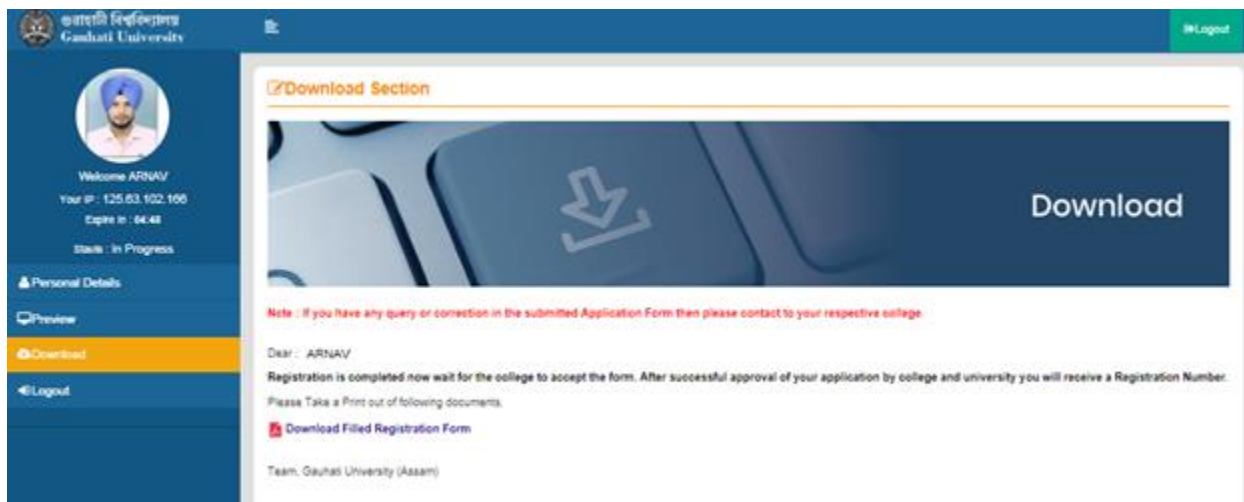 গুৱাহাটী বিশ্ববিদ্যালয়
Gauhati University
Logout
Welcome ARNAV
Your IP : 125.63.102.166
Expire in : 04:48
Status : In Progress
Personal Details
Preview
Download
Logout
Download Section
Download
Note : If you have any query or correction in the submitted Application Form then please contact to your respective college.
Dear : ARNAV
Registration is completed now wait for the college to accept the form. After successful approval of your application by college and university you will receive a Registration Number.
Please Take a Print out of following documents.
Download Filled Registration Form
Team, Gauhati University (Assam)